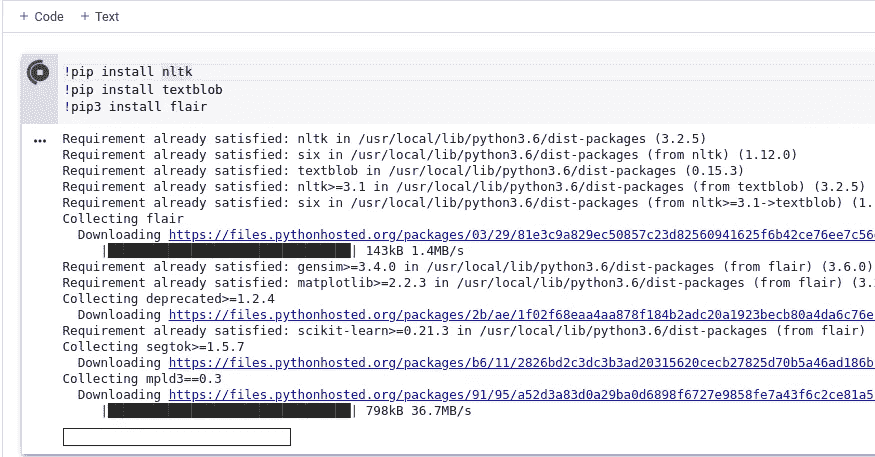 + Code + Text
!pip install nltk
!pip install textblob
!pip3 install flair
Requirement already satisfied: nltk in /usr/local/lib/python3.6/dist-packages (3.2.5)
Requirement already satisfied: six in /usr/local/lib/python3.6/dist-packages (from nltk) (1.12.0)
Requirement already satisfied: textblob in /usr/local/lib/python3.6/dist-packages (0.15.3)
Requirement already satisfied: nltk>=3.1 in /usr/local/lib/python3.6/dist-packages (from textblob) (3.2.5)
Requirement already satisfied: six in /usr/local/lib/python3.6/dist-packages (from nltk>=3.1->textblob) (1.
Collecting flair
Downloading https://files.pythonhosted.org/packages/03/29/81e3c9a829ec50857c23d82560941625f6b42ce76ee7c56
143kB 1.4MB/s
Requirement already satisfied: gensim>=3.4.0 in /usr/local/lib/python3.6/dist-packages (from flair) (3.6.0)
Requirement already satisfied: matplotlib>=2.2.3 in /usr/local/lib/python3.6/dist-packages (from flair) (3.
Collecting deprecated>=1.2.4
Downloading https://files.pythonhosted.org/packages/2b/ae/1f02f68eaa4aa878f184b2adc20a1923becb80a4da6c76e
Requirement already satisfied: scikit-learn>=0.21.3 in /usr/local/lib/python3.6/dist-packages (from flair)
Collecting segtok>=1.5.7
Downloading https://files.pythonhosted.org/packages/b6/11/2826bd2c3dc3b3ad20315620cecb27825d70b5a46ad186b
Collecting mpld3==0.3
Downloading https://files.pythonhosted.org/packages/91/95/a52d3a83d0a29ba0d6898f6727e9858fe7a43f6c2ce81a5
798kB 36.7MB/s